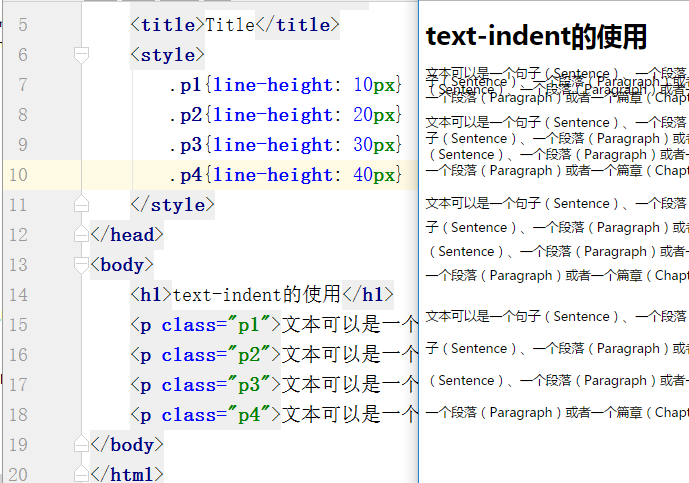 5 <title>Title</title>
6 <style>
7 .p1{line-height: 10px}
8 .p2{line-height: 20px}
9 .p3{line-height: 30px}
10 .p4{line-height: 40px}
11 </style>
12 </head>
13 <body>
14 <h1>text-indent的使用</h1>
15 <p class="p1">文本可以是一个
16 <p class="p2">文本可以是一个
17 <p class="p3">文本可以是一个
18 <p class="p4">文本可以是一个
19 </body>
20 </html>
text-indent的使用
文本可以是一个句子（Sentence）、一个段落
子（Sentence）、一个段落（Paragraph）或者
（Sentence）、一个段落（Paragraph）或者一
一个段落（Paragraph）或者一个篇章（Chapt
文本可以是一个句子（Sentence）、一个段落
子（Sentence）、一个段落（Paragraph）或者
（Sentence）、一个段落（Paragraph）或者一
一个段落（Paragraph）或者一个篇章（Chapt
文本可以是一个句子（Sentence）、一个段落
子（Sentence）、一个段落（Paragraph）或者
（Sentence）、一个段落（Paragraph）或者一
一个段落（Paragraph）或者一个篇章（Chapt
文本可以是一个句子（Sentence）、一个段落
子（Sentence）、一个段落（Paragraph）或者
（Sentence）、一个段落（Paragraph）或者一
一个段落（Paragraph）或者一个篇章（Chapt